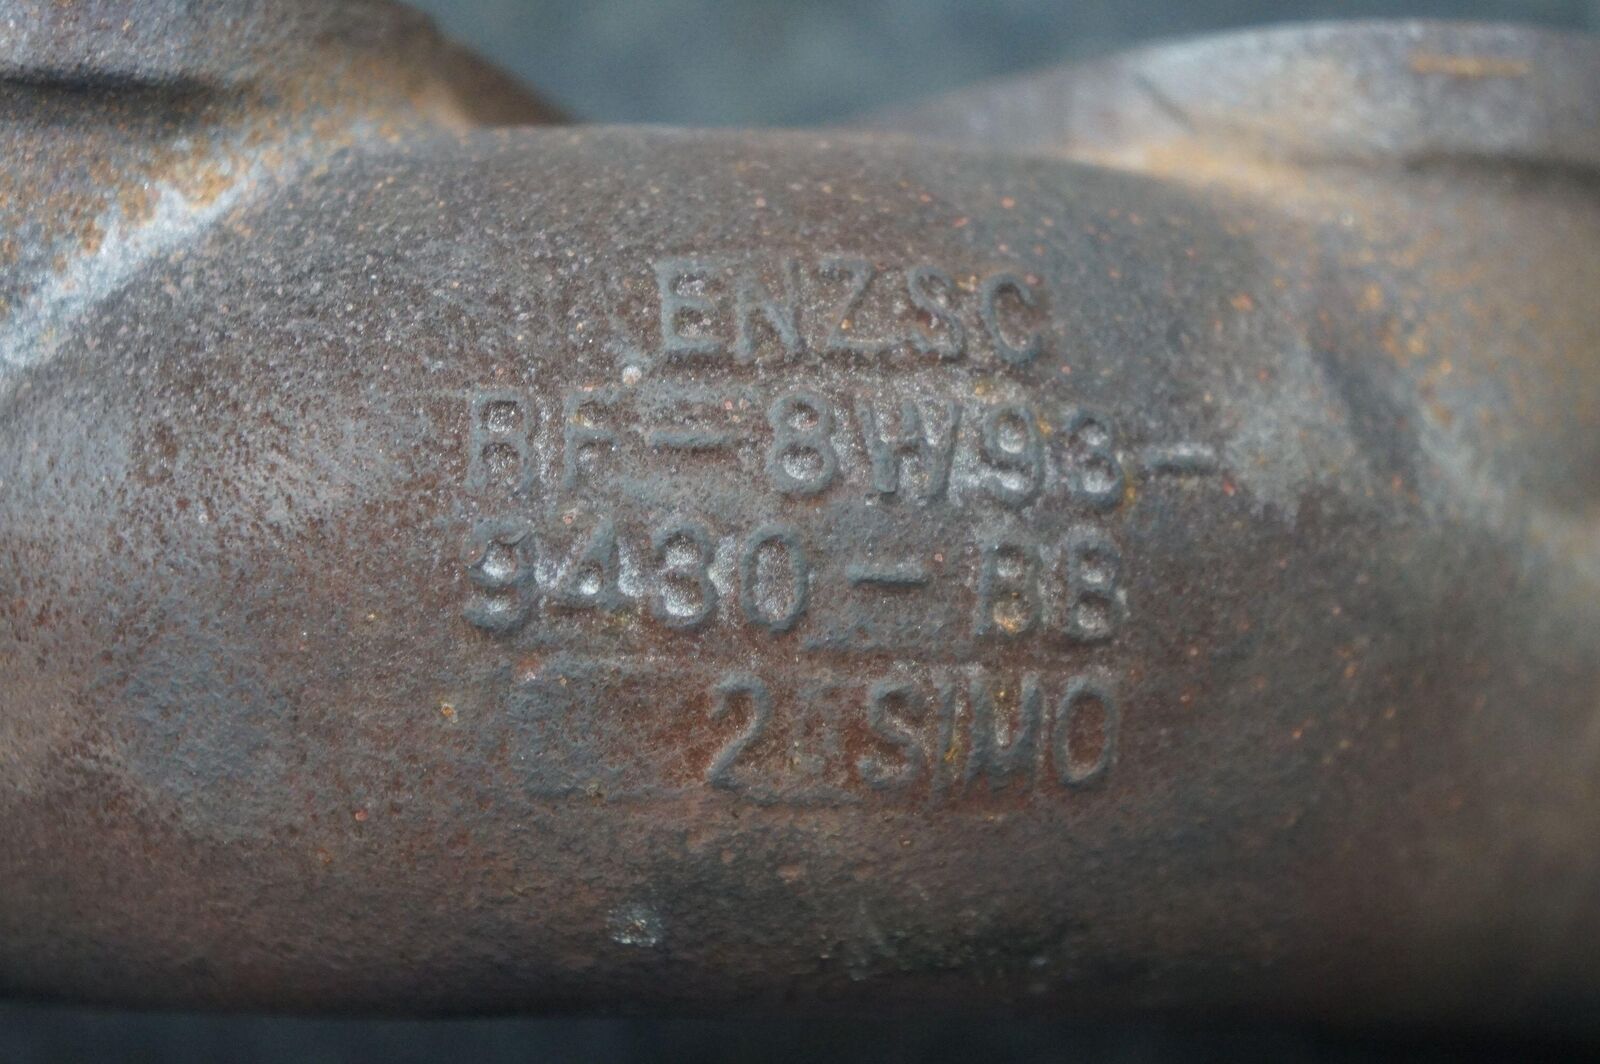 ENZSC
RF-8W93-
9430-BB
2 SIMO